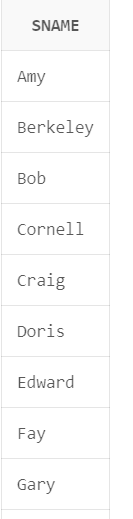 SNAME
Amy
Berkeley
Bob
Cornell
Craig
Doris
Edward
Fay
Gary